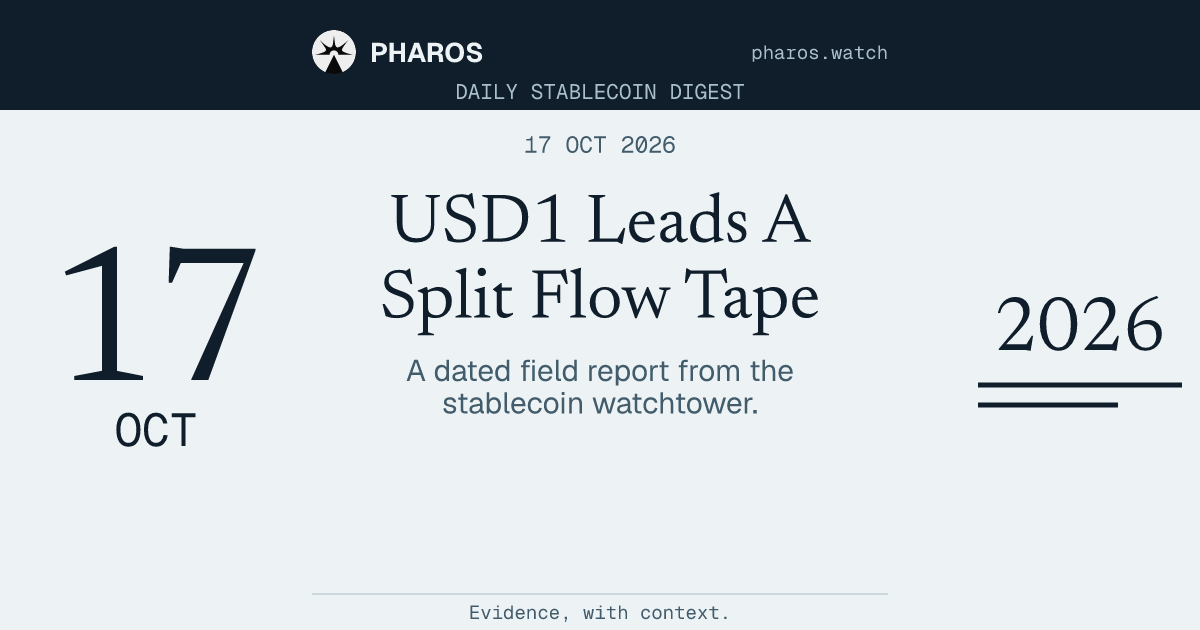 PHAROS
pharos.watch
DAILY STABLECOIN DIGEST
17 OCT 2026
USD1 Leads A
Split Flow Tape
A dated field report from the
stablecoin watchtower.
17
OCT
2026
Evidence, with context.